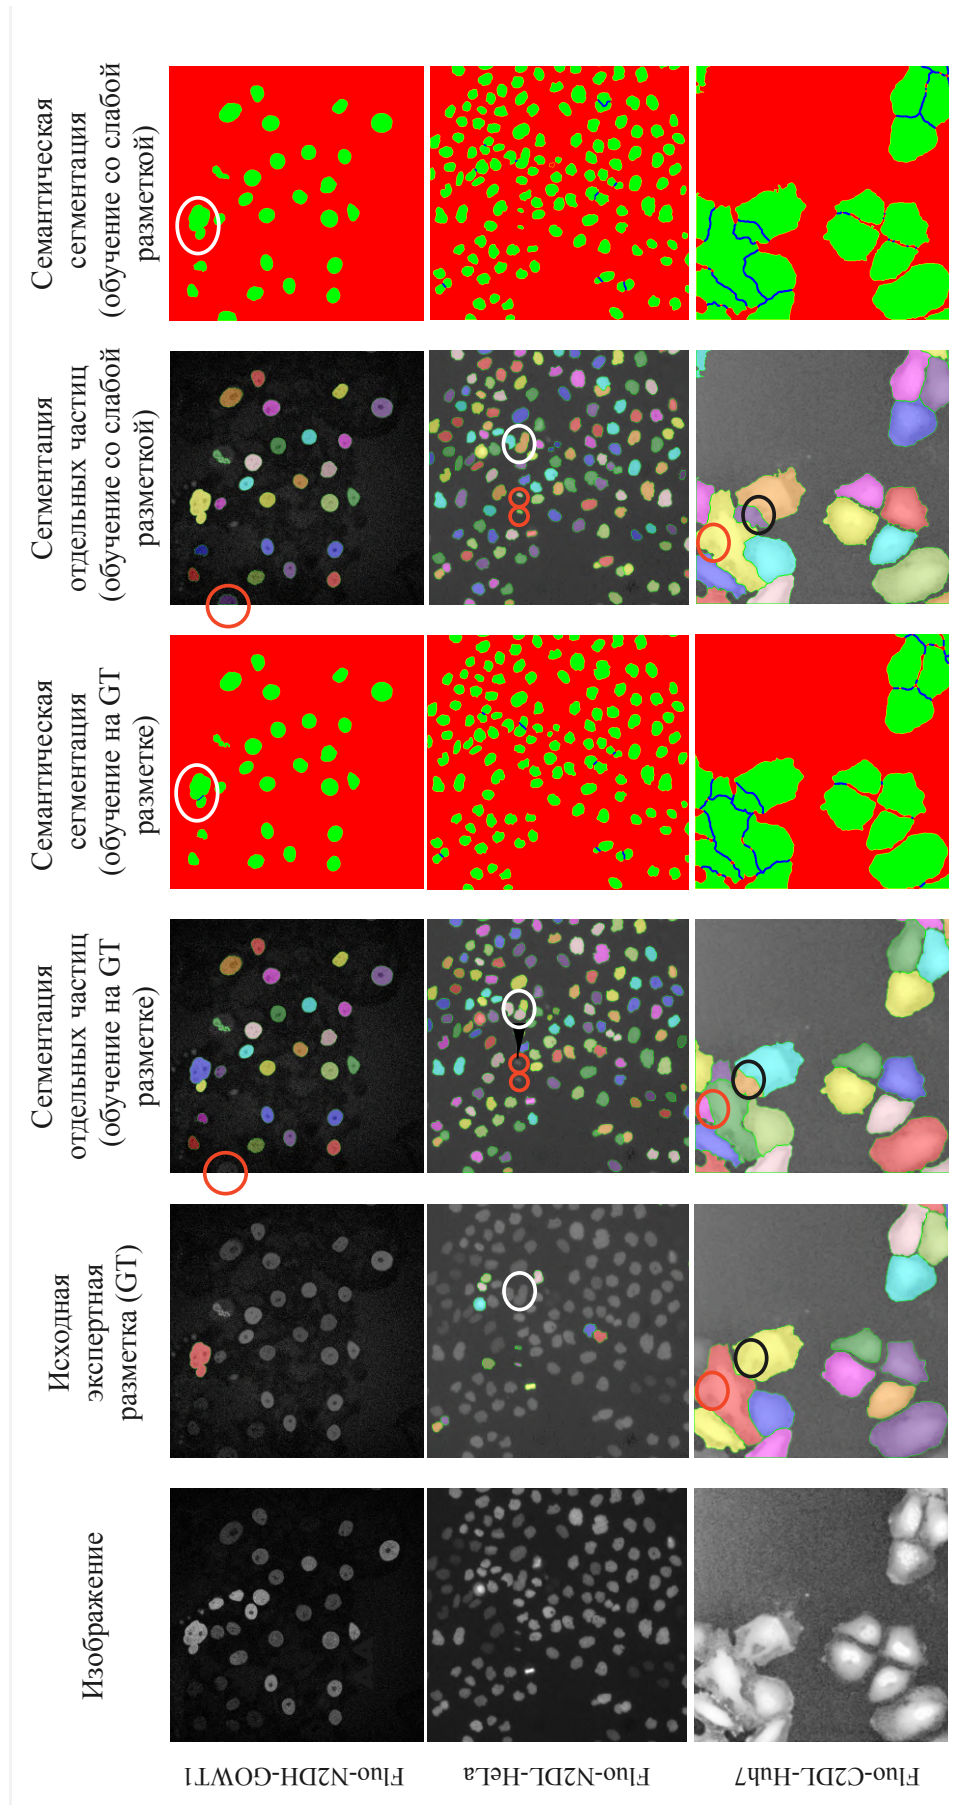 Изображение
Исходная
экспертная
разметка (GT)
Сегментация
отдельных частиц
(обучение на GT
разметке)
Семантическая
сегментация
(обучение на GT
разметке)
Сегментация
отдельных частиц
(обучение со слабой
разметкой)
Семантическая
сегментация
(обучение со слабой
разметкой)
Fluo-N2DH-GOWT1
Fluo-N2DL-HeLa
Fluo-C2DL-Huh7